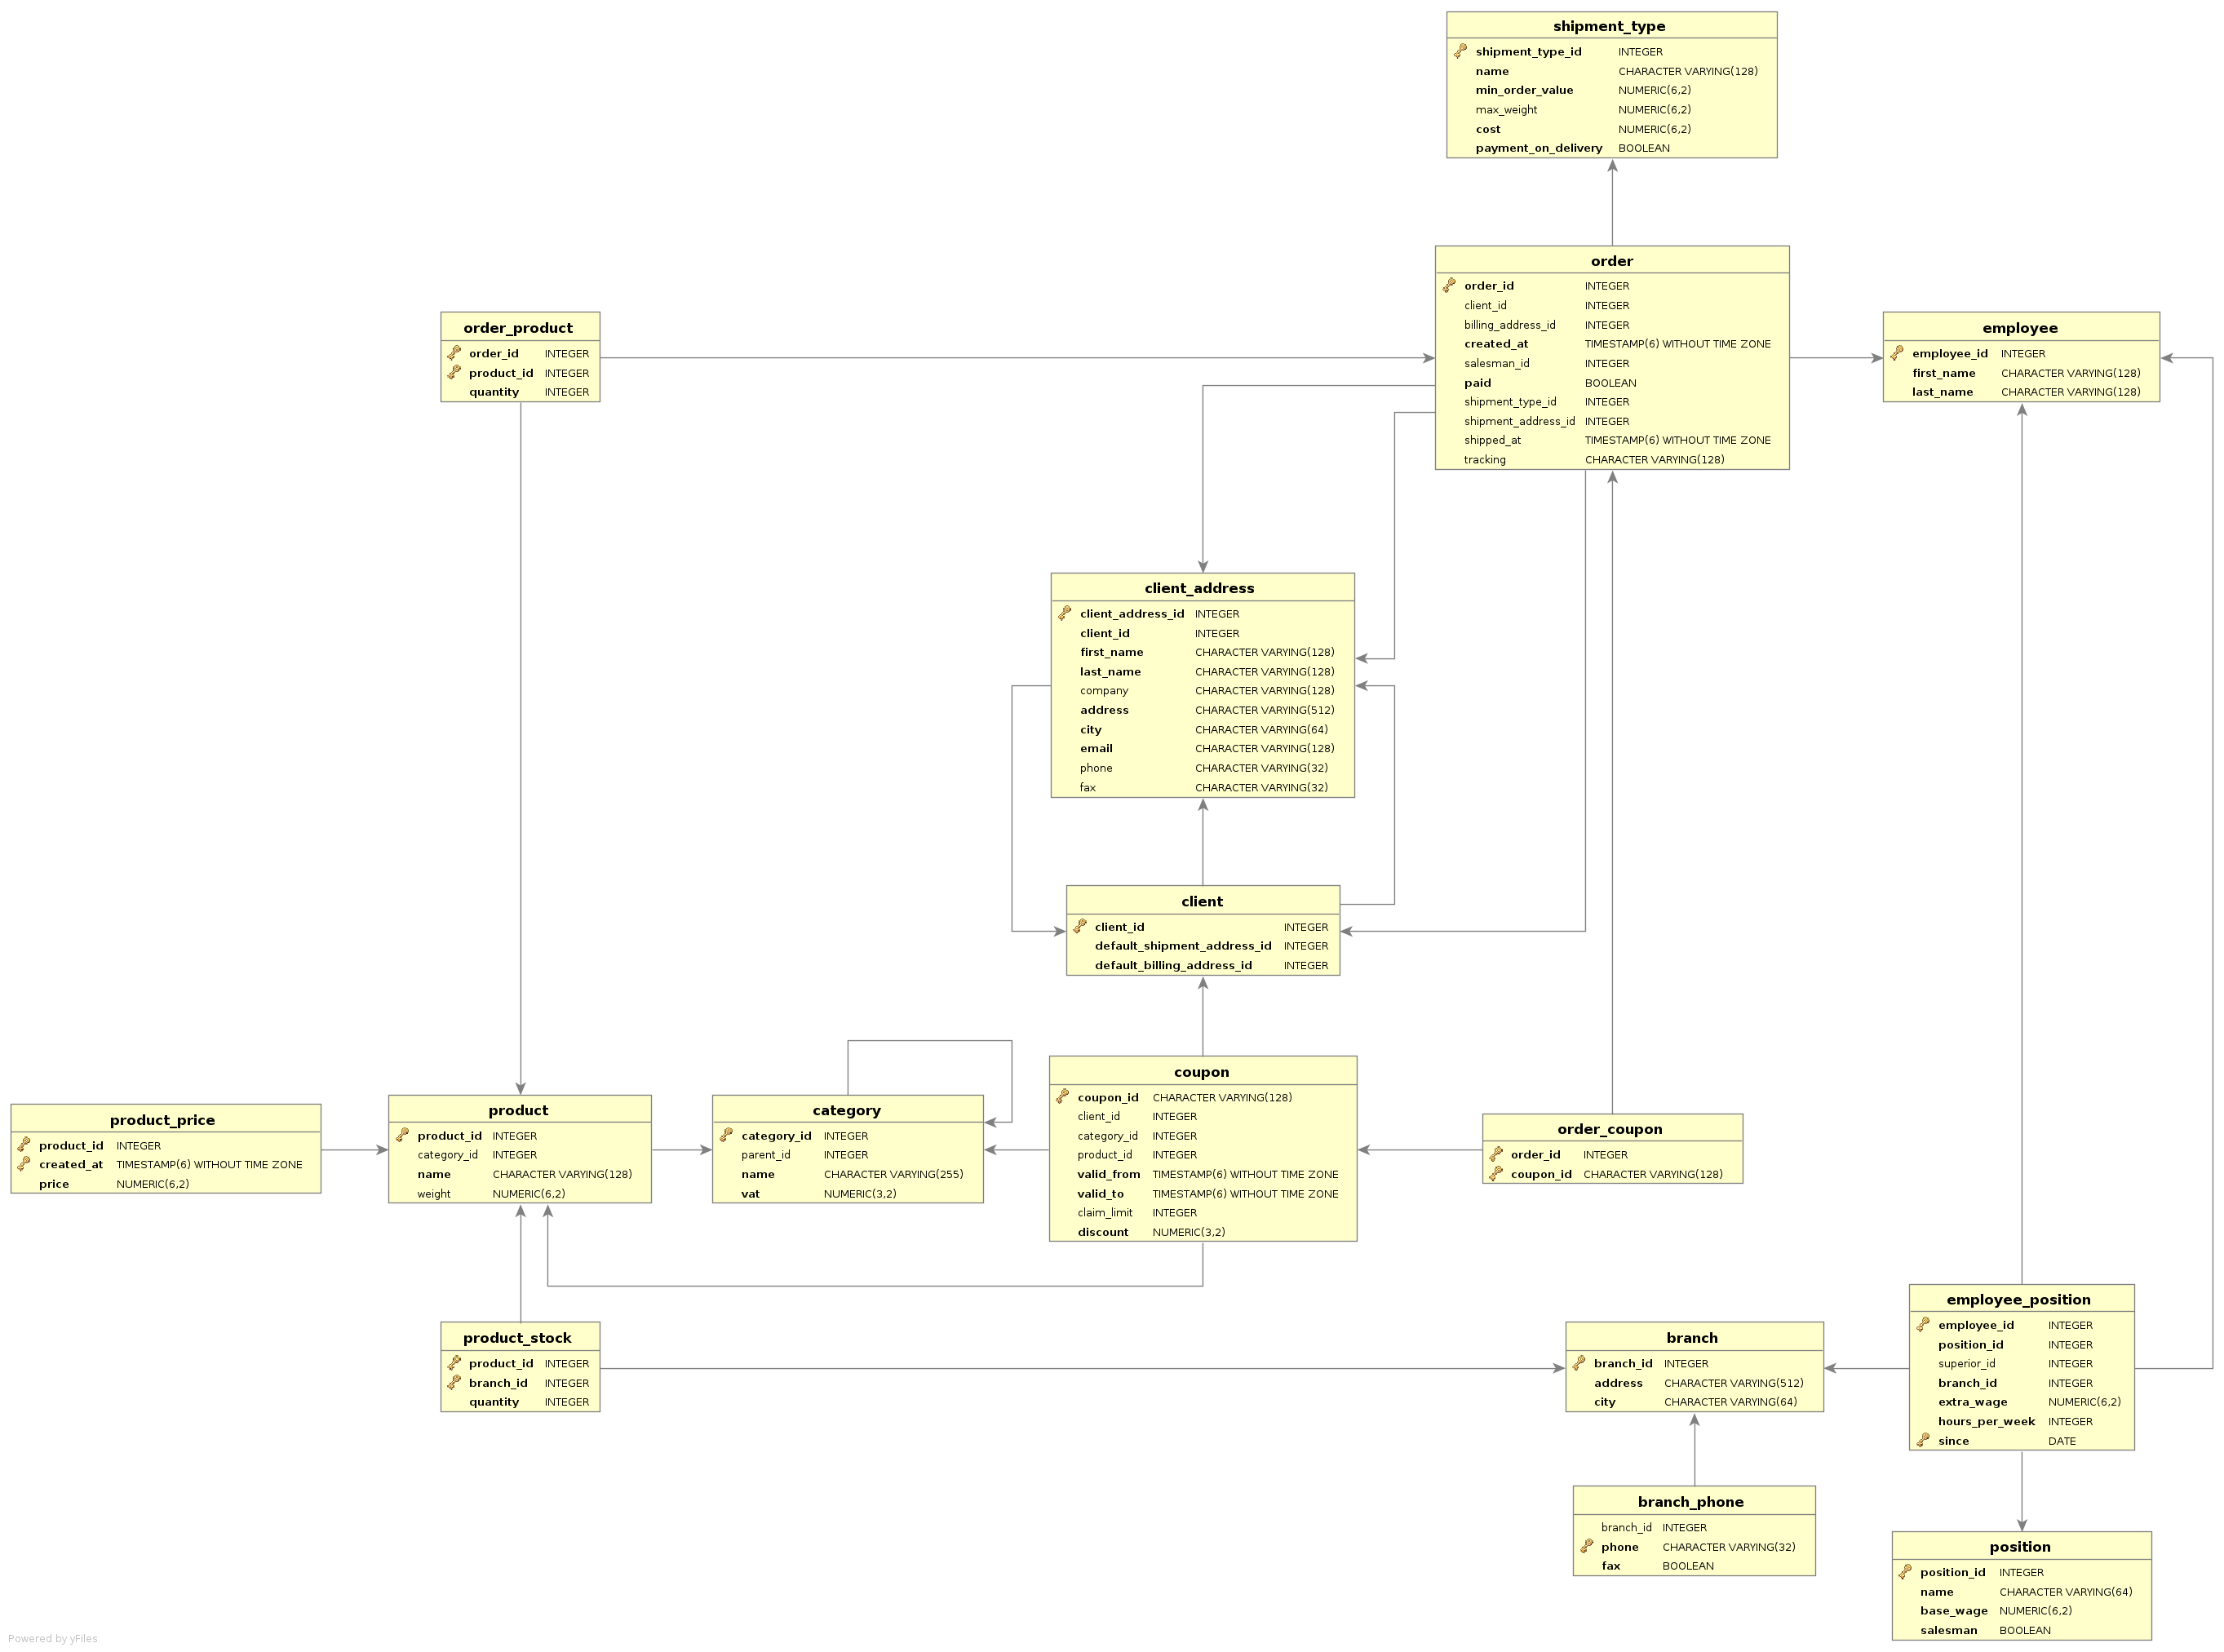 shipment_type
shipment_type_id INTEGER
name CHARACTER VARYING(128)
min_order_value NUMERIC(6,2)
max_weight NUMERIC(6,2)
cost NUMERIC(6,2)
payment_on_delivery BOOLEAN
order
order_id INTEGER
client_id INTEGER
billing_address_id INTEGER
created_at TIMESTAMP(6) WITHOUT TIME ZONE
salesman_id INTEGER
paid BOOLEAN
shipment_type_id INTEGER
shipment_address_id INTEGER
shipped_at TIMESTAMP(6) WITHOUT TIME ZONE
tracking CHARACTER VARYING(128)
order_product
order_id INTEGER
product_id INTEGER
quantity INTEGER
employee
employee_id INTEGER
first_name CHARACTER VARYING(128)
last_name CHARACTER VARYING(128)
client_address
client_address_id INTEGER
client_id INTEGER
first_name CHARACTER VARYING(128)
last_name CHARACTER VARYING(128)
company CHARACTER VARYING(128)
address CHARACTER VARYING(512)
city CHARACTER VARYING(64)
email CHARACTER VARYING(128)
phone CHARACTER VARYING(32)
fax CHARACTER VARYING(32)
client
client_id INTEGER
default_shipment_address_id INTEGER
default_billing_address_id INTEGER
product_price
product_id INTEGER
created_at TIMESTAMP(6) WITHOUT TIME ZONE
price NUMERIC(6,2)
product
product_id INTEGER
category_id INTEGER
name CHARACTER VARYING(128)
weight NUMERIC(6,2)
category
category_id INTEGER
parent_id INTEGER
name CHARACTER VARYING(255)
vat NUMERIC(3,2)
coupon
coupon_id CHARACTER VARYING(128)
client_id INTEGER
category_id INTEGER
product_id INTEGER
valid_from TIMESTAMP(6) WITHOUT TIME ZONE
valid_to TIMESTAMP(6) WITHOUT TIME ZONE
claim_limit INTEGER
discount NUMERIC(3,2)
order_coupon
order_id INTEGER
coupon_id CHARACTER VARYING(128)
product_stock
product_id INTEGER
branch_id INTEGER
quantity INTEGER
branch
branch_id INTEGER
address CHARACTER VARYING(512)
city CHARACTER VARYING(64)
employee_position
employee_id INTEGER
position_id INTEGER
superior_id INTEGER
branch_id INTEGER
extra_wage NUMERIC(6,2)
hours_per_week INTEGER
since DATE
branch_phone
branch_id INTEGER
phone CHARACTER VARYING(32)
fax BOOLEAN
position
position_id INTEGER
name CHARACTER VARYING(64)
base_wage NUMERIC(6,2)
salesman BOOLEAN
Powered by yFiles